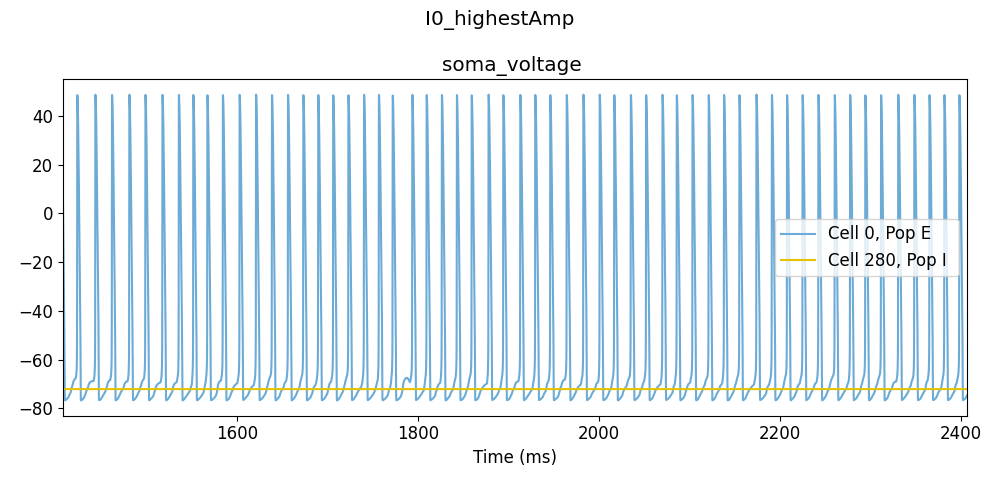 I0_highestAmp
soma_voltage
40
20
0
−20
−40
−60
−80
Cell 0, Pop E
Cell 280, Pop I
1600 1800 2000 2200 2400
Time (ms)